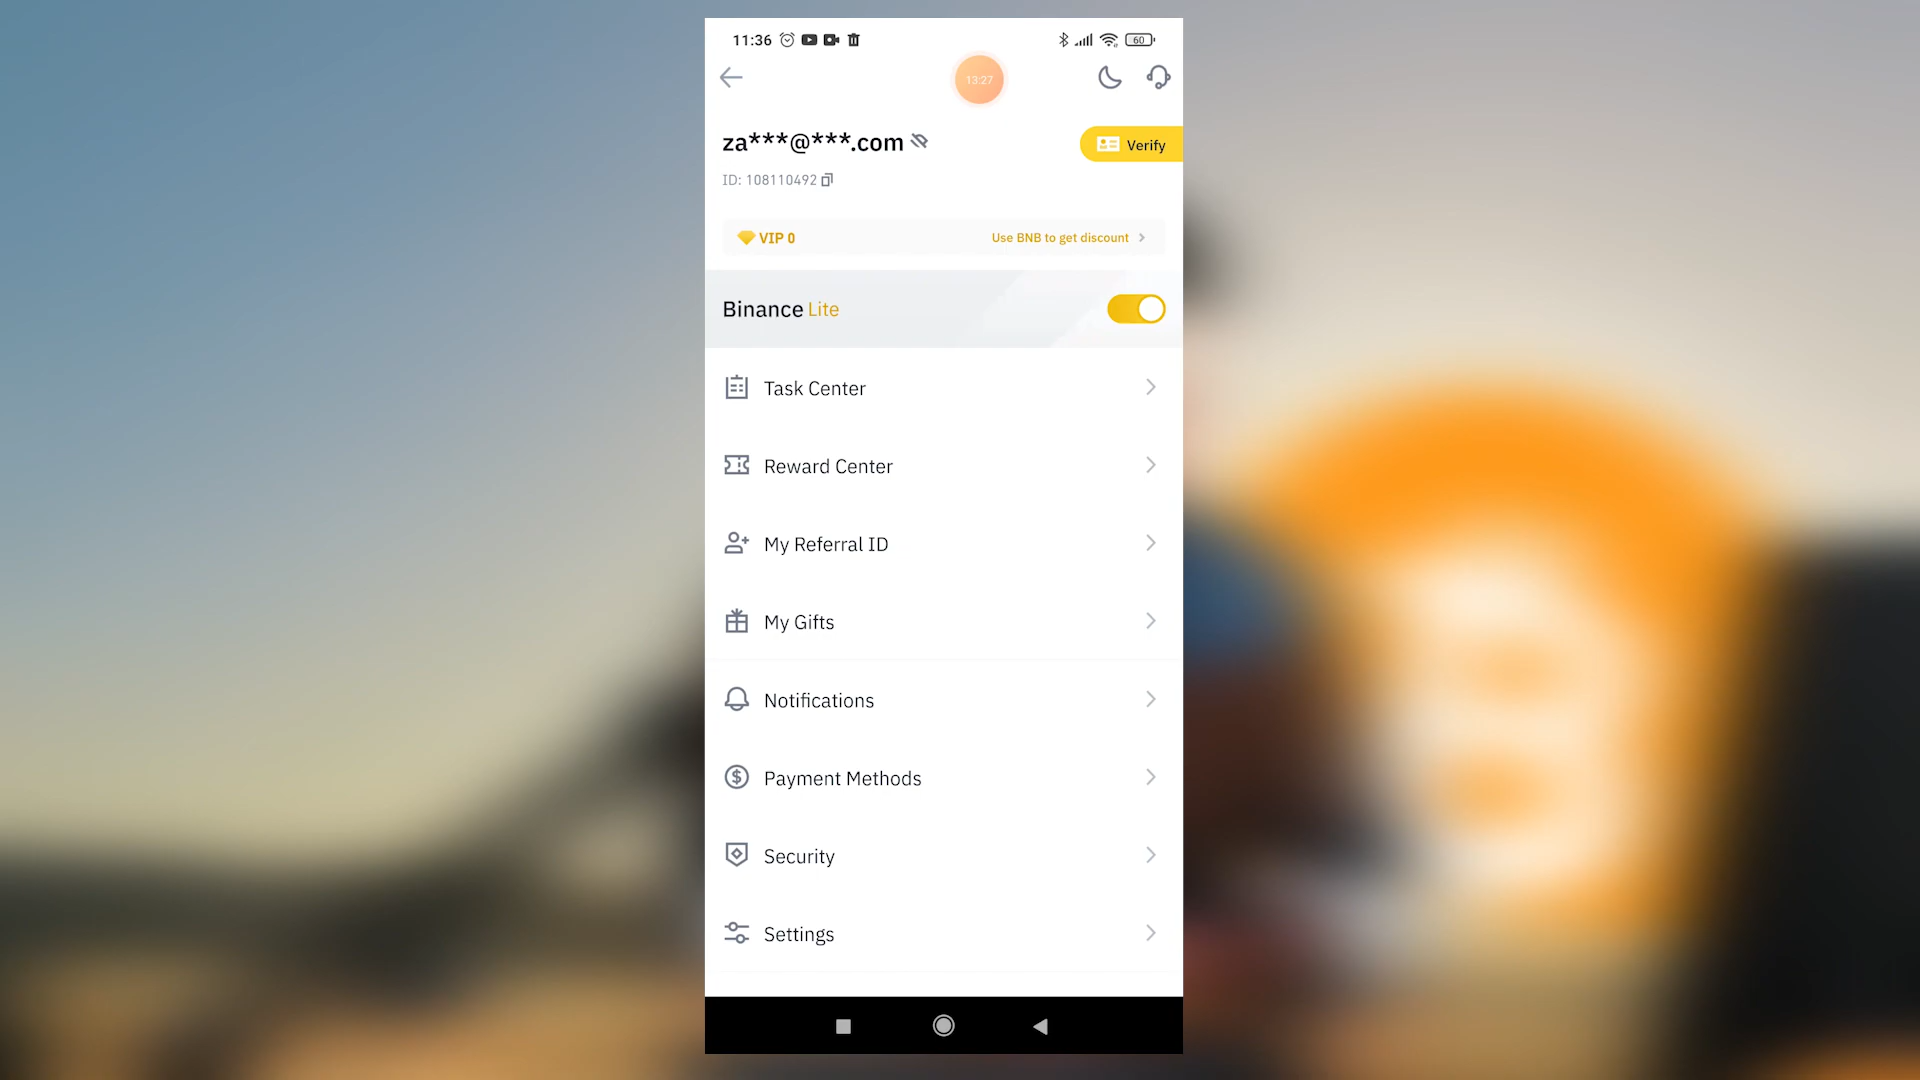 11:36
60
13:27
za***@***.com
Verify
ID: 108110492
VIP 0
Use BNB to get discount
Binance Lite
Task Center
Reward Center
My Referral ID
My Gifts
Notifications
Payment Methods
Security
Settings